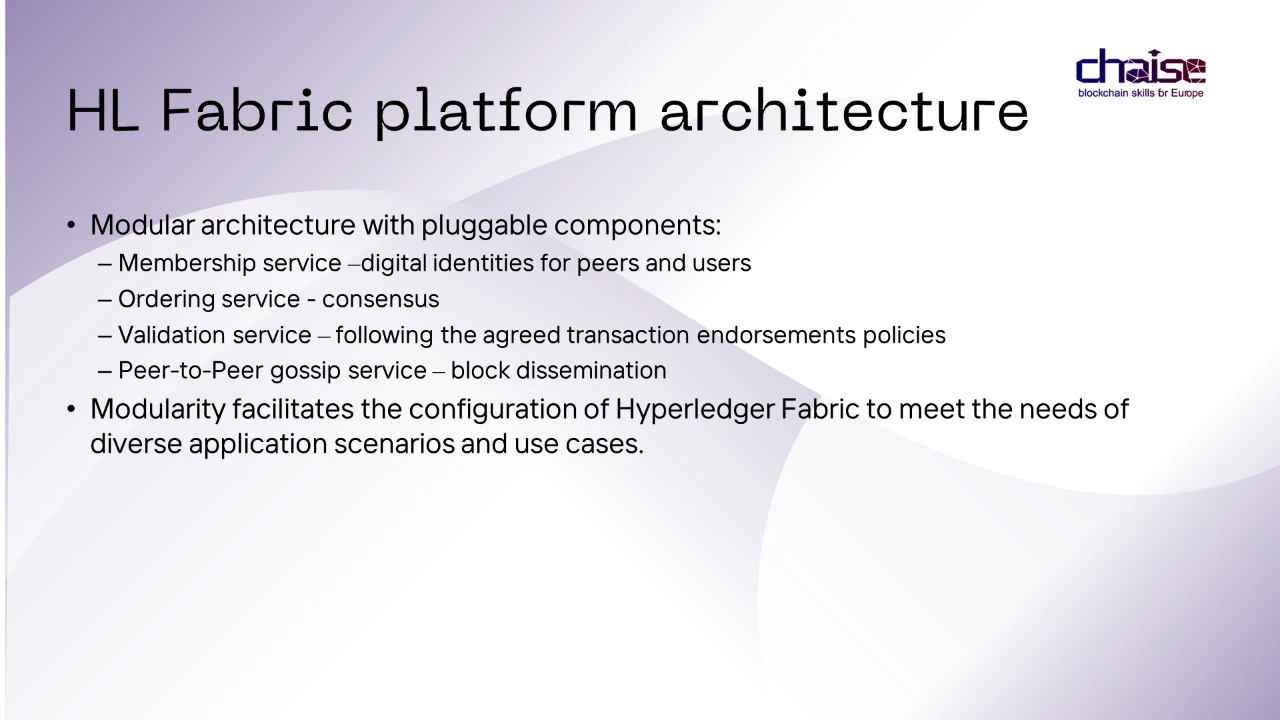 chaise
blockchain skills for Europe
HL Fabric platform architecture
• Modular architecture with pluggable components:
– Membership service –digital identities for peers and users
– Ordering service - consensus
– Validation service – following the agreed transaction endorsements policies
– Peer-to-Peer gossip service – block dissemination
• Modularity facilitates the configuration of Hyperledger Fabric to meet the needs of
diverse application scenarios and use cases.